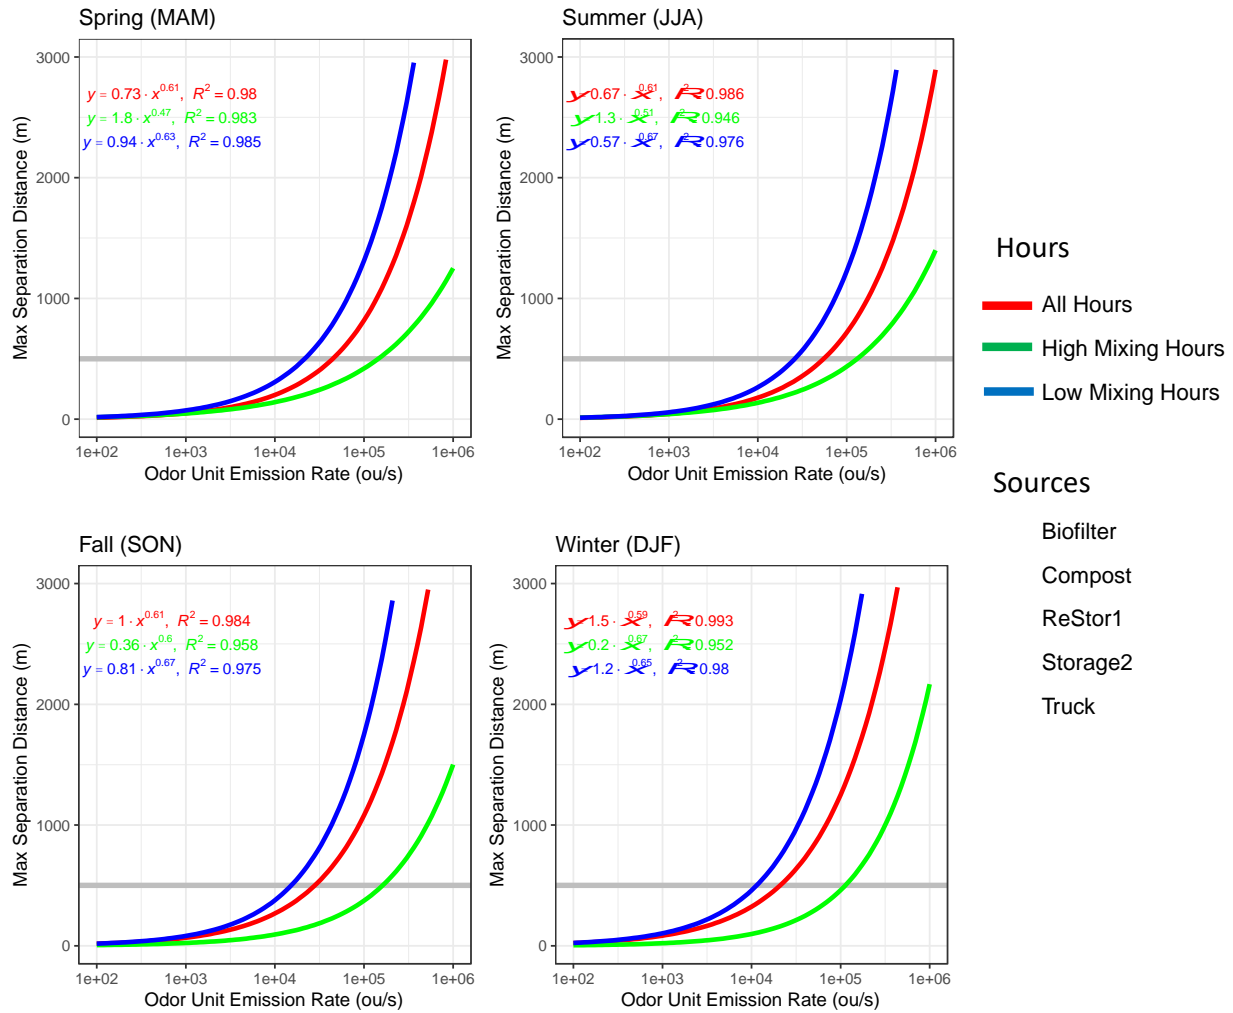 Spring (MAM)
3000
2000
1000
0
Max Separation Distance (m)
y = 0.73 · x^0.61, R^2 = 0.98
y = 1.8 · x^0.47, R^2 = 0.983
y = 0.94 · x^0.63, R^2 = 0.985
1e+02 1e+03 1e+04 1e+05 1e+06
Odor Unit Emission Rate (ou/s)
Summer (JJA)
3000
2000
1000
0
Max Separation Distance (m)
y = 0.67 · x^0.61, R^2 = 0.986
y = 1.3 · x^0.51, R^2 = 0.946
y = 0.57 · x^0.67, R^2 = 0.976
1e+02 1e+03 1e+04 1e+05 1e+06
Odor Unit Emission Rate (ou/s)
Hours
All Hours
High Mixing Hours
Low Mixing Hours
Sources
Biofilter
Compost
ReStor1
Storage2
Truck
Fall (SON)
3000
2000
1000
0
Max Separation Distance (m)
y = 1 · x^0.61, R^2 = 0.984
y = 0.36 · x^0.6, R^2 = 0.958
y = 0.81 · x^0.67, R^2 = 0.975
1e+02 1e+03 1e+04 1e+05 1e+06
Odor Unit Emission Rate (ou/s)
Winter (DJF)
3000
2000
1000
0
Max Separation Distance (m)
y = 1.5 · x^0.59, R^2 = 0.993
y = 0.2 · x^0.67, R^2 = 0.952
y = 1.2 · x^0.65, R^2 = 0.98
1e+02 1e+03 1e+04 1e+05 1e+06
Odor Unit Emission Rate (ou/s)